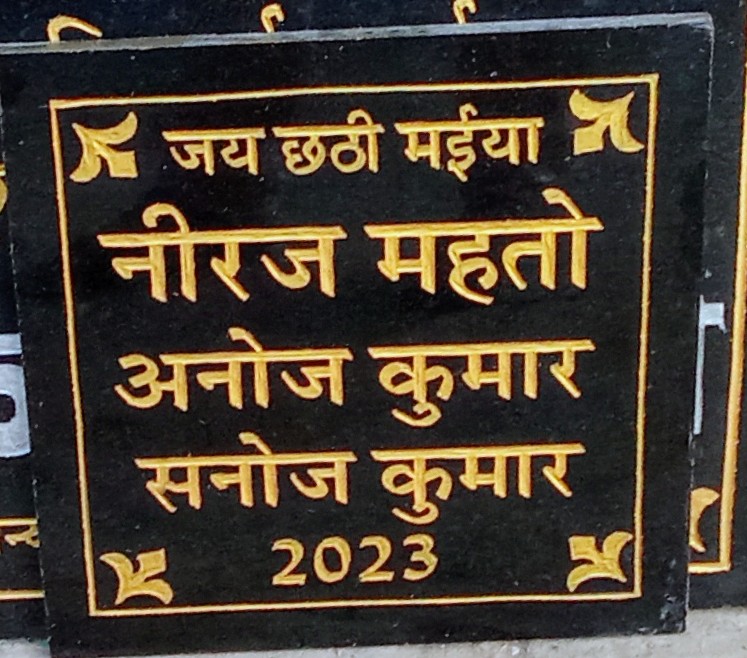 जय छठी मईया
नीरज महतो
अनोज कुमार
सनोज कुमार
2023